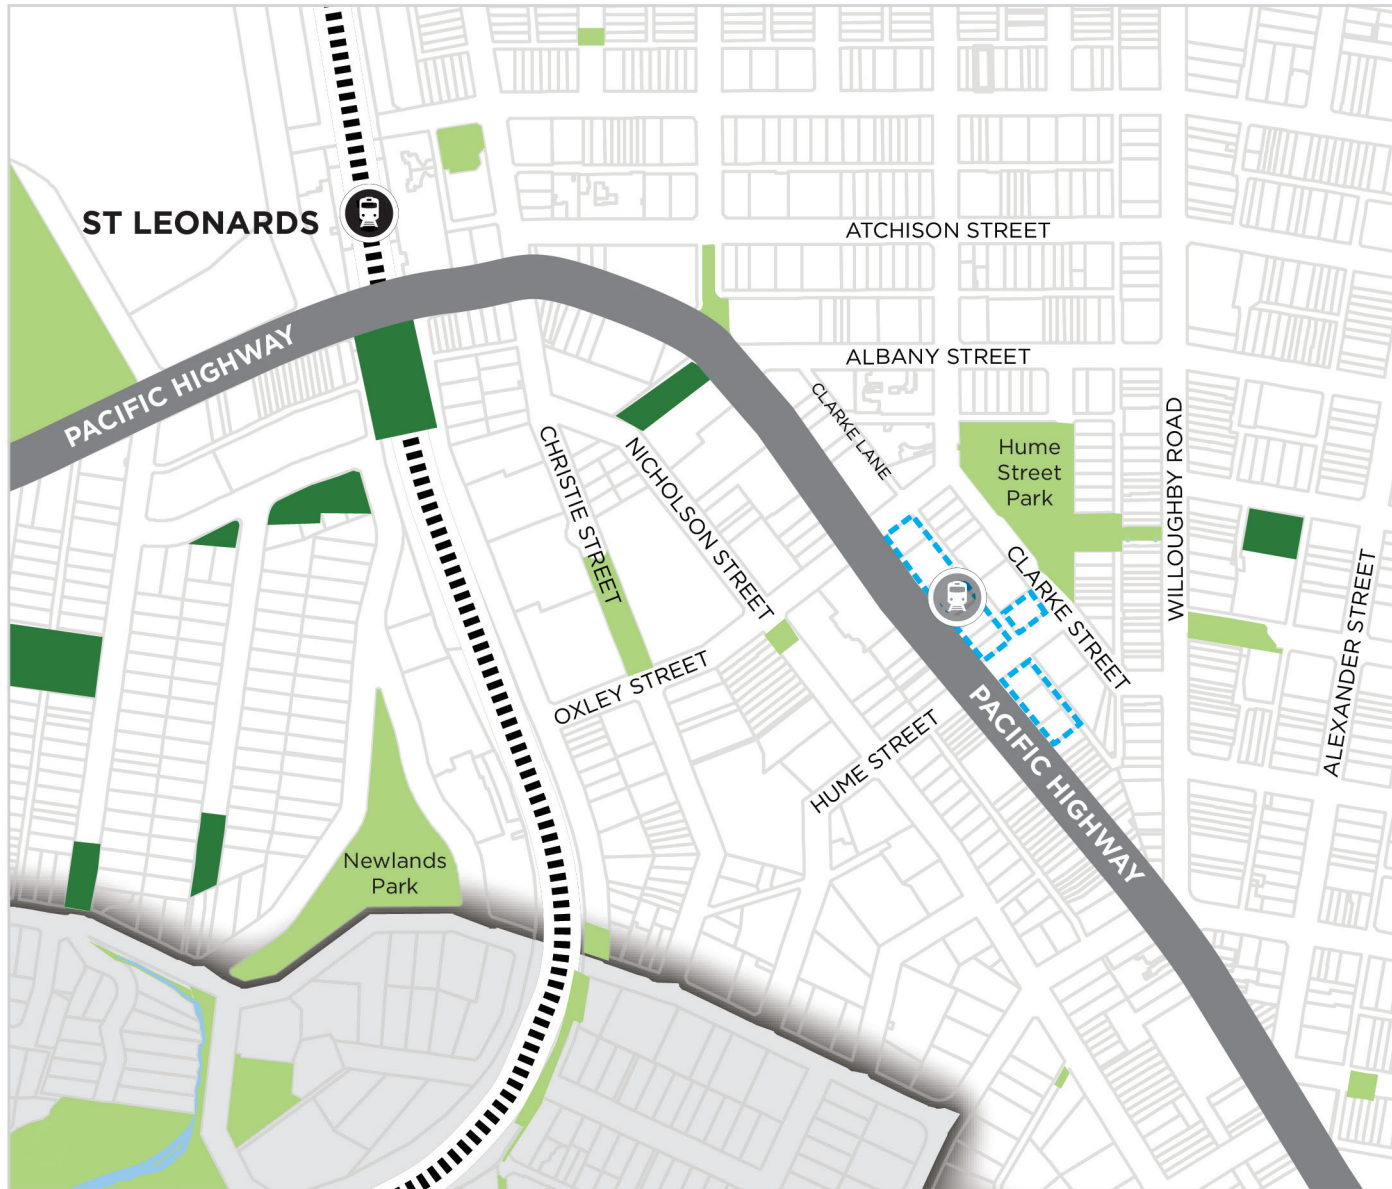 ST LEONARDS
ATCHISON STREET
PACIFIC HIGHWAY
ALBANY STREET
CLARKE LANE
WILLOUGHBY ROAD
CHRISTIE STREET
NICHOLSON STREET
Hume
Street
Park
CLARKE STREET
ALEXANDER STREET
OXLEY STREET
HUME STREET
PACIFIC HIGHWAY
Newlands
Park